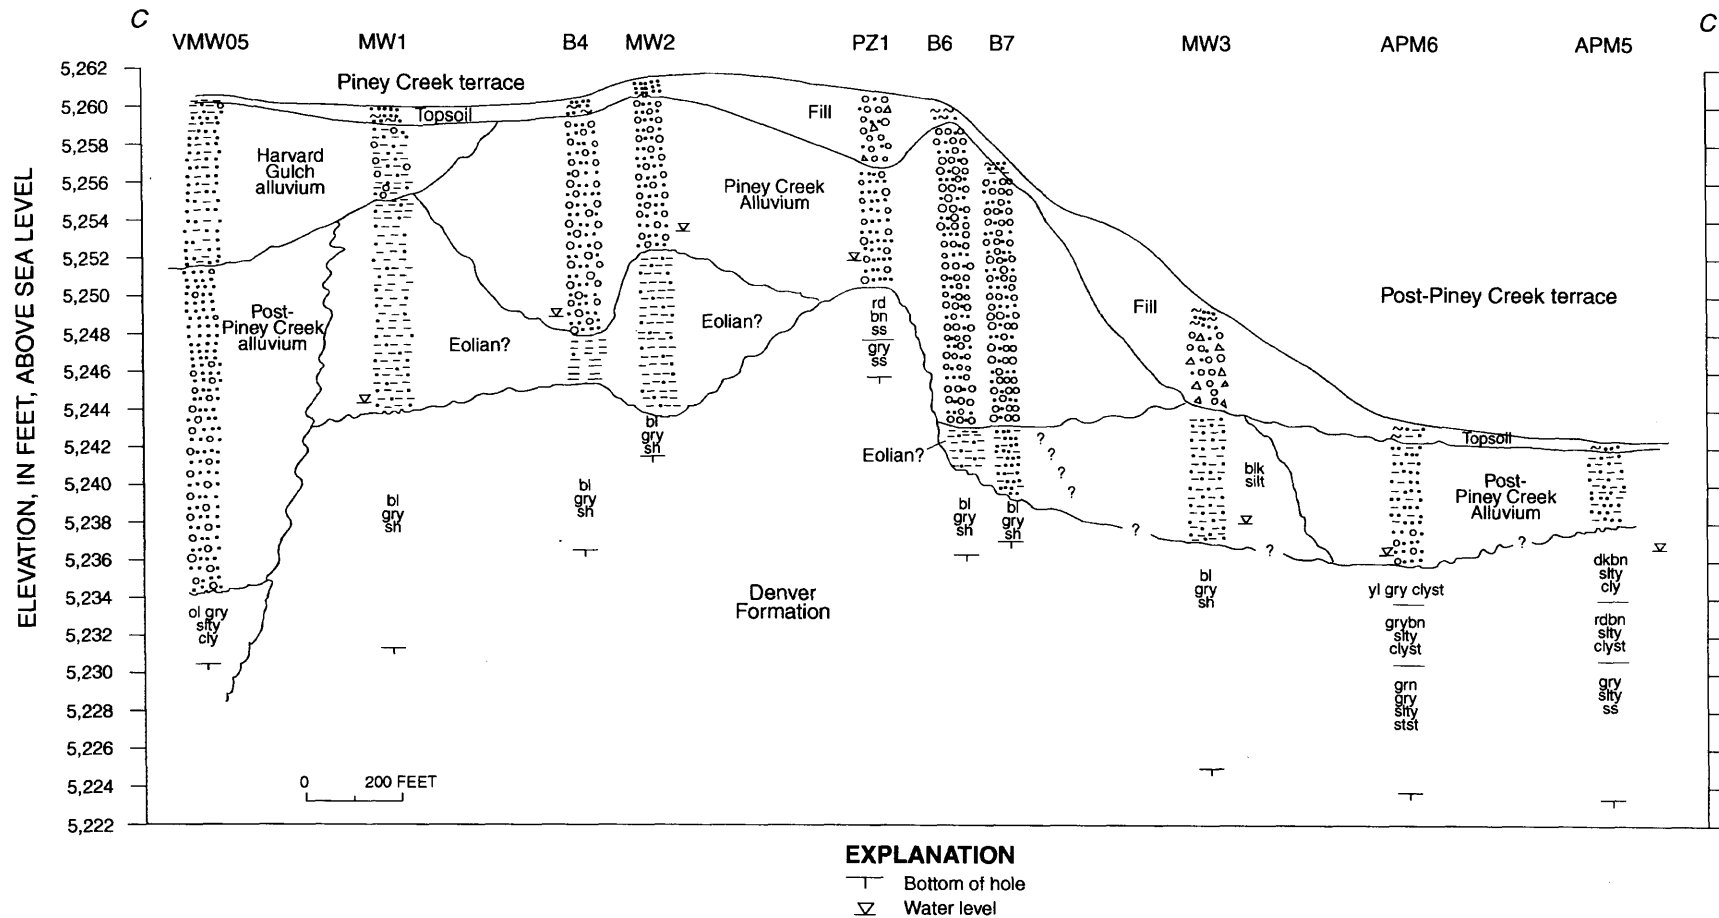 C
C
VMW05
MW1
B4
MW2
PZ1
B6
B7
MW3
APM6
APM5
ELEVATION, IN FEET, ABOVE SEA LEVEL
5,262
5,260
5,258
5,256
5,254
5,252
5,250
5,248
5,246
5,244
5,242
5,240
5,238
5,236
5,234
5,232
5,230
5,228
5,226
5,224
5,222
Piney Creek terrace
Topsoil
Harvard
Gulch
alluvium
Fill
Piney Creek
Alluvium
Post-
Piney Creek
alluvium
Eolian?
Eolian?
rd
bn
ss
gry
ss
Fill
Post-Piney Creek terrace
bl
gry
sh
Eolian?
?
?
?
?
Topsoil
bl
gry
sh
bl
gry
sh
bl
gry
sh
bl
gry
sh
blk
silt
Post-
Piney Creek
Alluvium
?
?
?
ol gry
slty
cly
Denver
Formation
bl
gry
sh
yl gry clyst
grybn
slty
clyst
grn
gry
slty
stst
dkbn
slty
cly
rdbn
slty
clyst
gry
slty
ss
0 200 FEET
EXPLANATION
Bottom of hole
Water level